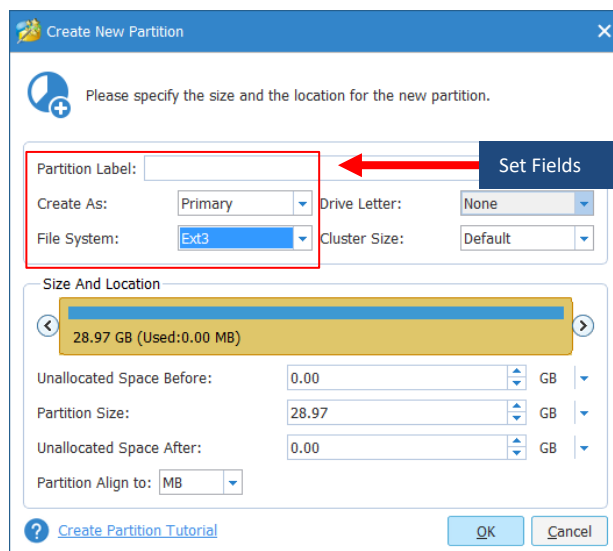 Create New Partition
Please specify the size and the location for the new partition.
Partition Label:
Set Fields
Create As: Primary Drive Letter: None
File System: Ext3 Cluster Size: Default
Size And Location
28.97 GB (Used:0.00 MB)
Unallocated Space Before: 0.00 GB
Partition Size: 28.97 GB
Unallocated Space After: 0.00 GB
Partition Align to: MB
Create Partition Tutorial OK Cancel